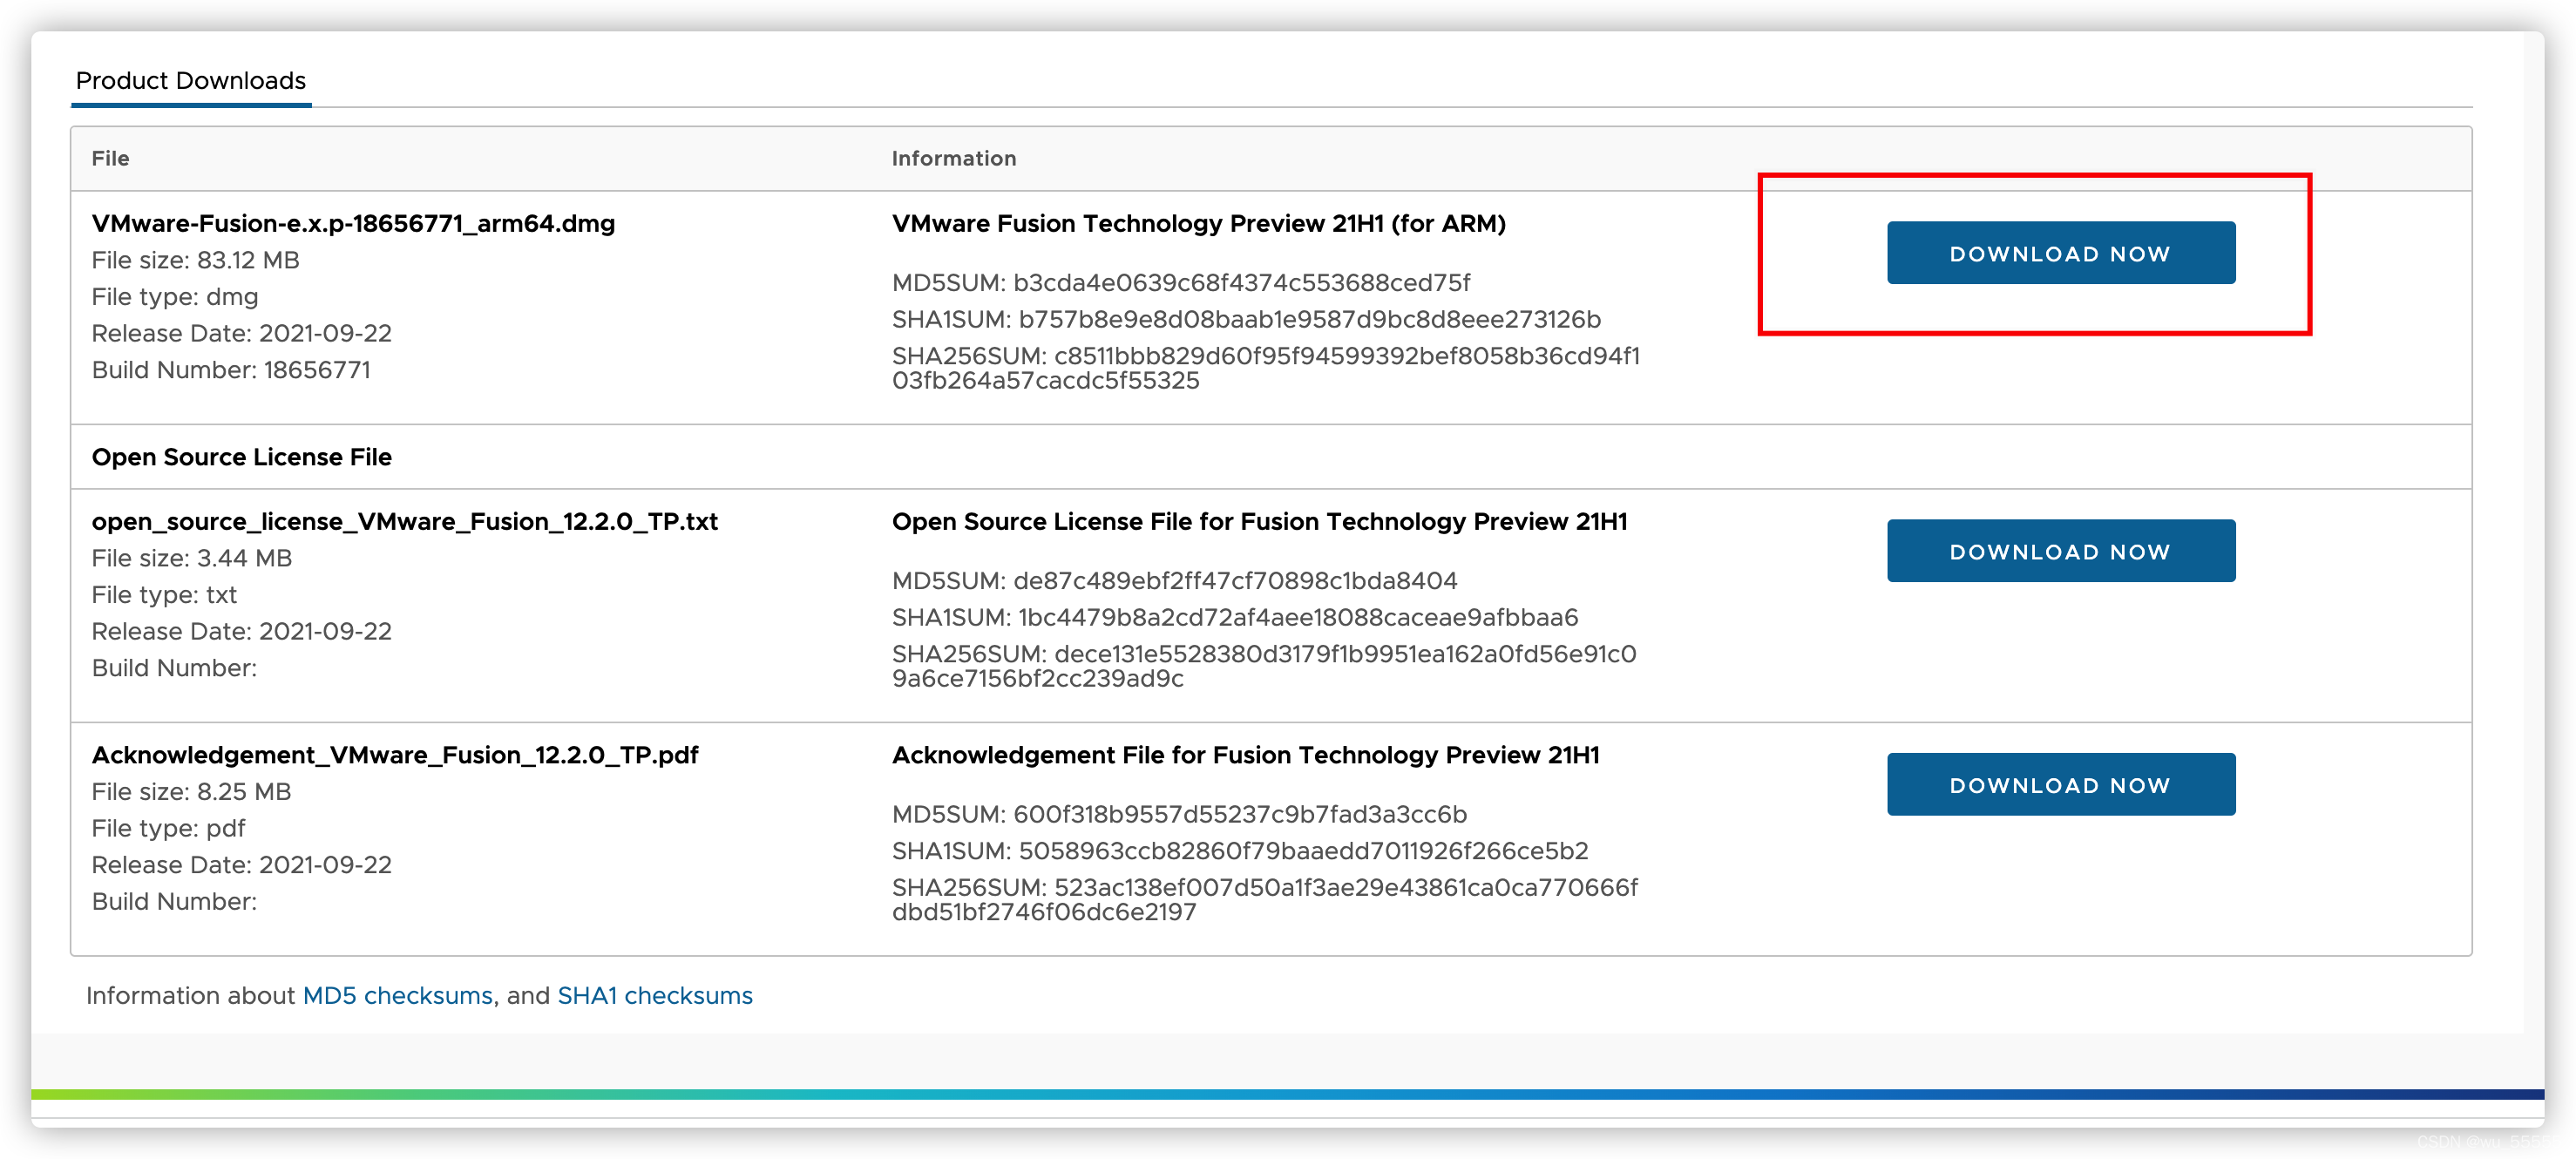 Product Downloads
File
Information
VMware-Fusion-e.x.p-18656771_arm64.dmg
File size: 83.12 MB
File type: dmg
Release Date: 2021-09-22
Build Number: 18656771
VMware Fusion Technology Preview 21H1 (for ARM)
MD5SUM: b3cda4e0639c68f4374c553688ced75f
SHA1SUM: b757b8e9e8d08baab1e9587d9bc8d8eee273126b
SHA256SUM: c8511bbb829d60f95f94599392bef8058b36cd94f1
03fb264a57cacdc5f55325
DOWNLOAD NOW
Open Source License File
open_source_license_VMware_Fusion_12.2.0_TP.txt
File size: 3.44 MB
File type: txt
Release Date: 2021-09-22
Build Number:
Open Source License File for Fusion Technology Preview 21H1
MD5SUM: de87c489ebf2ff47cf70898c1bda8404
SHA1SUM: 1bc4479b8a2cd72af4aee18088caceae9afbbaa6
SHA256SUM: dece131e5528380d3179f1b9951ea162a0fd56e91c0
9a6ce7156bf2cc239ad9c
DOWNLOAD NOW
Acknowledgement_VMware_Fusion_12.2.0_TP.pdf
File size: 8.25 MB
File type: pdf
Release Date: 2021-09-22
Build Number:
Acknowledgement File for Fusion Technology Preview 21H1
MD5SUM: 600f318b9557d55237c9b7fad3a3cc6b
SHA1SUM: 5058963ccb82860f79baaedd7011926f266ce5b2
SHA256SUM: 523ac138ef007d50a1f3ae29e43861ca0ca770666f
dbd51bf2746f06dc6e2197
DOWNLOAD NOW
Information about MD5 checksums, and SHA1 checksums
CSDN